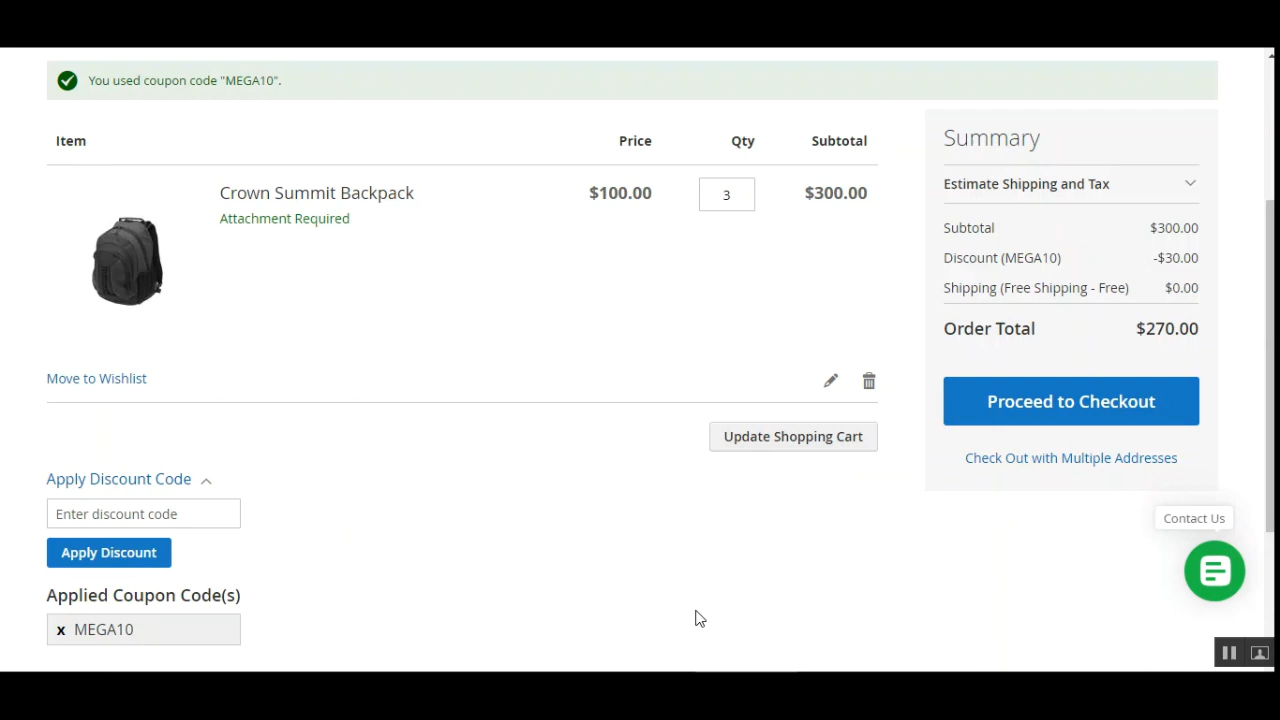 You used coupon code "MEGA10".
Item Price Qty Subtotal
Crown Summit Backpack $100.00 3 $300.00
Attachment Required
Move to Wishlist
Update Shopping Cart
Apply Discount Code
Enter discount code
Apply Discount
Applied Coupon Code(s)
x MEGA10
Summary
Estimate Shipping and Tax
Subtotal $300.00
Discount (MEGA10) -$30.00
Shipping (Free Shipping - Free) $0.00
Order Total $270.00
Proceed to Checkout
Check Out with Multiple Addresses
Contact Us